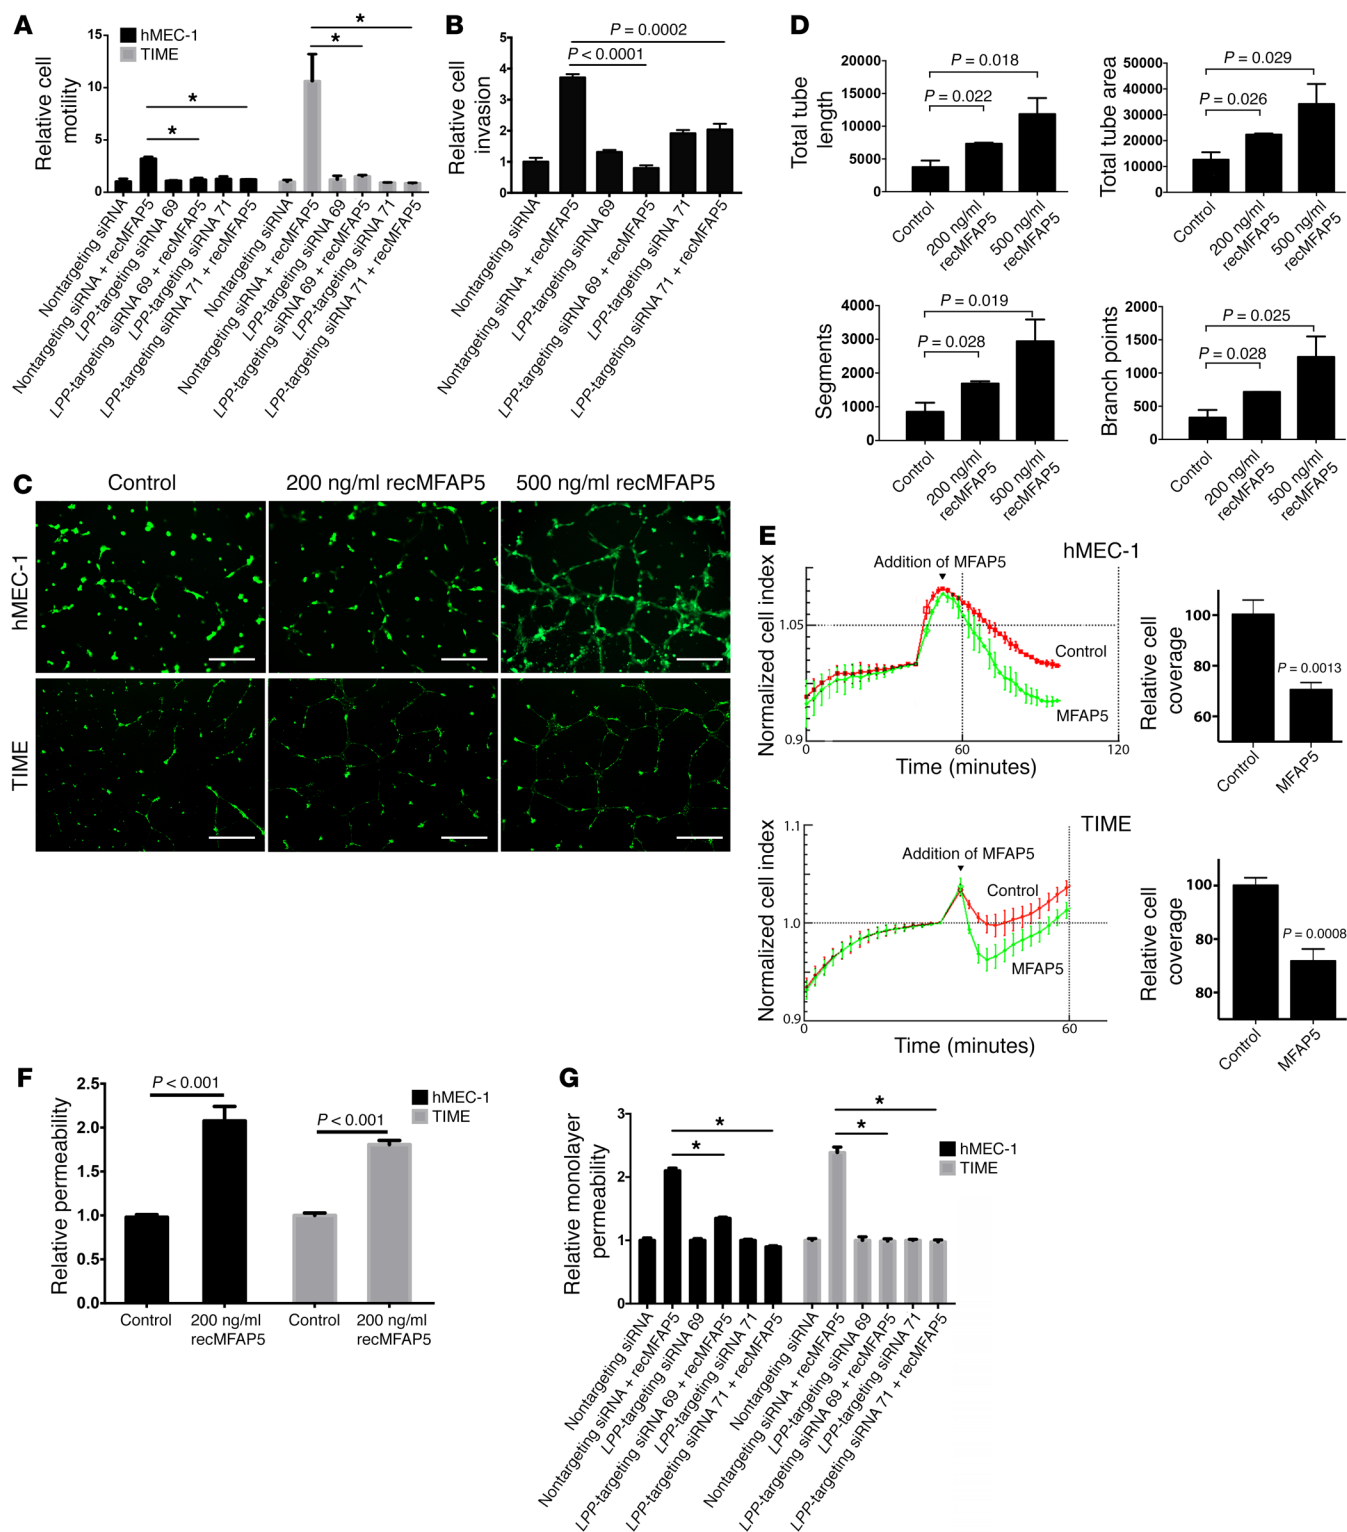 A
hMEC-1
TIME
Relative cell
motility
15
10
5
0
*
*
*
*
Nontargeting siRNA
Nontargeting siRNA + recMFAP5
LPP-targeting siRNA 69
LPP-targeting siRNA 69 + recMFAP5
LPP-targeting siRNA 71
LPP-targeting siRNA 71 + recMFAP5
Nontargeting siRNA
Nontargeting siRNA + recMFAP5
LPP-targeting siRNA 69
LPP-targeting siRNA 69 + recMFAP5
LPP-targeting siRNA 71
LPP-targeting siRNA 71 + recMFAP5
B
Relative cell
invasion
5
4
3
2
1
0
P = 0.0002
P < 0.0001
Nontargeting siRNA
Nontargeting siRNA + recMFAP5
LPP-targeting siRNA 69
LPP-targeting siRNA 69 + recMFAP5
LPP-targeting siRNA 71
LPP-targeting siRNA 71 + recMFAP5
C
Control
200 ng/ml recMFAP5
500 ng/ml recMFAP5
hMEC-1
TIME
D
Total tube
length
20000
15000
10000
5000
0
P = 0.018
P = 0.022
Control
200 ng/ml
recMFAP5
500 ng/ml
recMFAP5
Total tube area
50000
40000
30000
20000
10000
0
P = 0.029
P = 0.026
Control
200 ng/ml
recMFAP5
500 ng/ml
recMFAP5
Segments
4000
3000
2000
1000
0
P = 0.019
P = 0.028
Control
200 ng/ml
recMFAP5
500 ng/ml
recMFAP5
Branch points
2000
1500
1000
500
0
P = 0.025
P = 0.028
Control
200 ng/ml
recMFAP5
500 ng/ml
recMFAP5
E
hMEC-1
Addition of MFAP5
Normalized cell index
1.05
0.9
0
60
120
Control
MFAP5
Time (minutes)
Relative cell
coverage
100
80
60
P = 0.0013
Control
MFAP5
TIME
Addition of MFAP5
Normalized cell index
1.1
1.0
0.9
0
60
Control
MFAP5
Time (minutes)
Relative cell
coverage
100
80
80
P = 0.0008
Control
MFAP5
F
Relative permeability
2.5
2.0
1.5
1.0
0.5
0.0
P < 0.001
P < 0.001
hMEC-1
TIME
Control
200 ng/ml
recMFAP5
Control
200 ng/ml
recMFAP5
G
Relative monolayer
permeability
3
2
1
0
*
*
*
*
hMEC-1
TIME
Nontargeting siRNA
Nontargeting siRNA + recMFAP5
LPP-targeting siRNA 69
LPP-targeting siRNA 69 + recMFAP5
LPP-targeting siRNA 71
LPP-targeting siRNA 71 + recMFAP5
Nontargeting siRNA
Nontargeting siRNA + recMFAP5
LPP-targeting siRNA 69
LPP-targeting siRNA 69 + recMFAP5
LPP-targeting siRNA 71
LPP-targeting siRNA 71 + recMFAP5